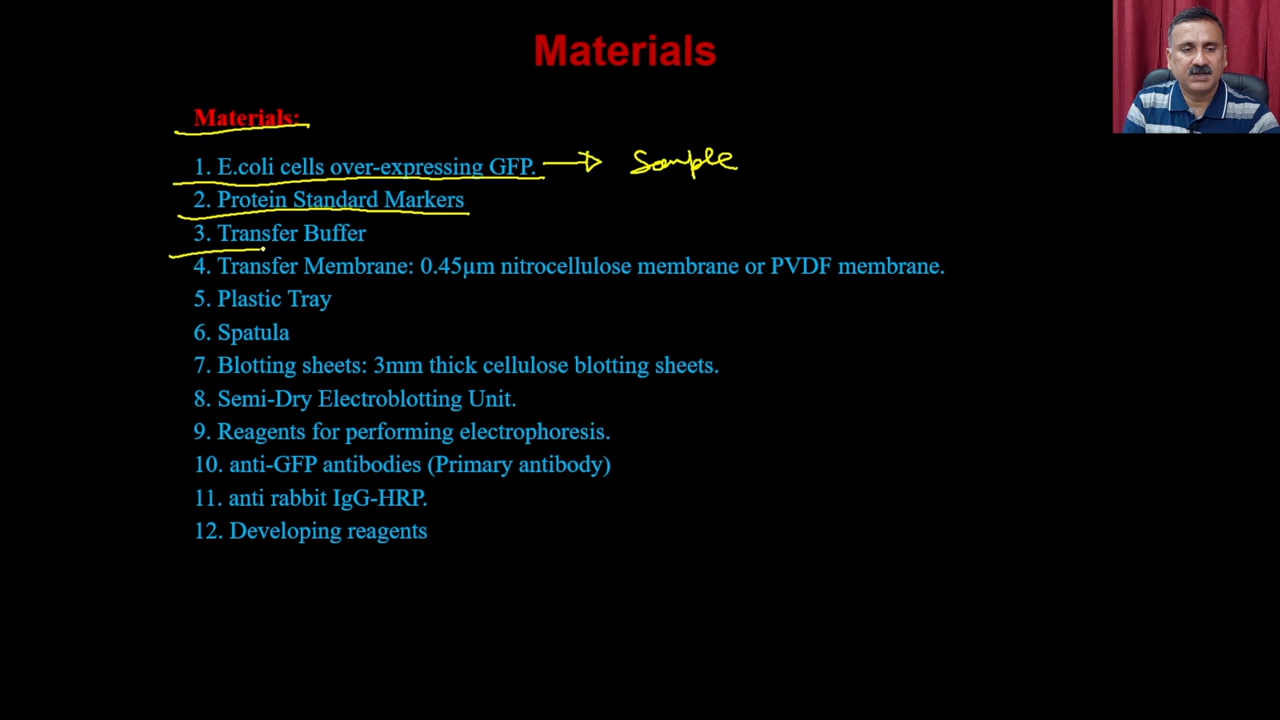 Materials
Materials:
1. E.coli cells over-expressing GFP. → Sample
2. Protein Standard Markers
3. Transfer Buffer
4. Transfer Membrane: 0.45µm nitrocellulose membrane or PVDF membrane.
5. Plastic Tray
6. Spatula
7. Blotting sheets: 3mm thick cellulose blotting sheets.
8. Semi-Dry Electroblotting Unit.
9. Reagents for performing electrophoresis.
10. anti-GFP antibodies (Primary antibody)
11. anti rabbit IgG-HRP.
12. Developing reagents